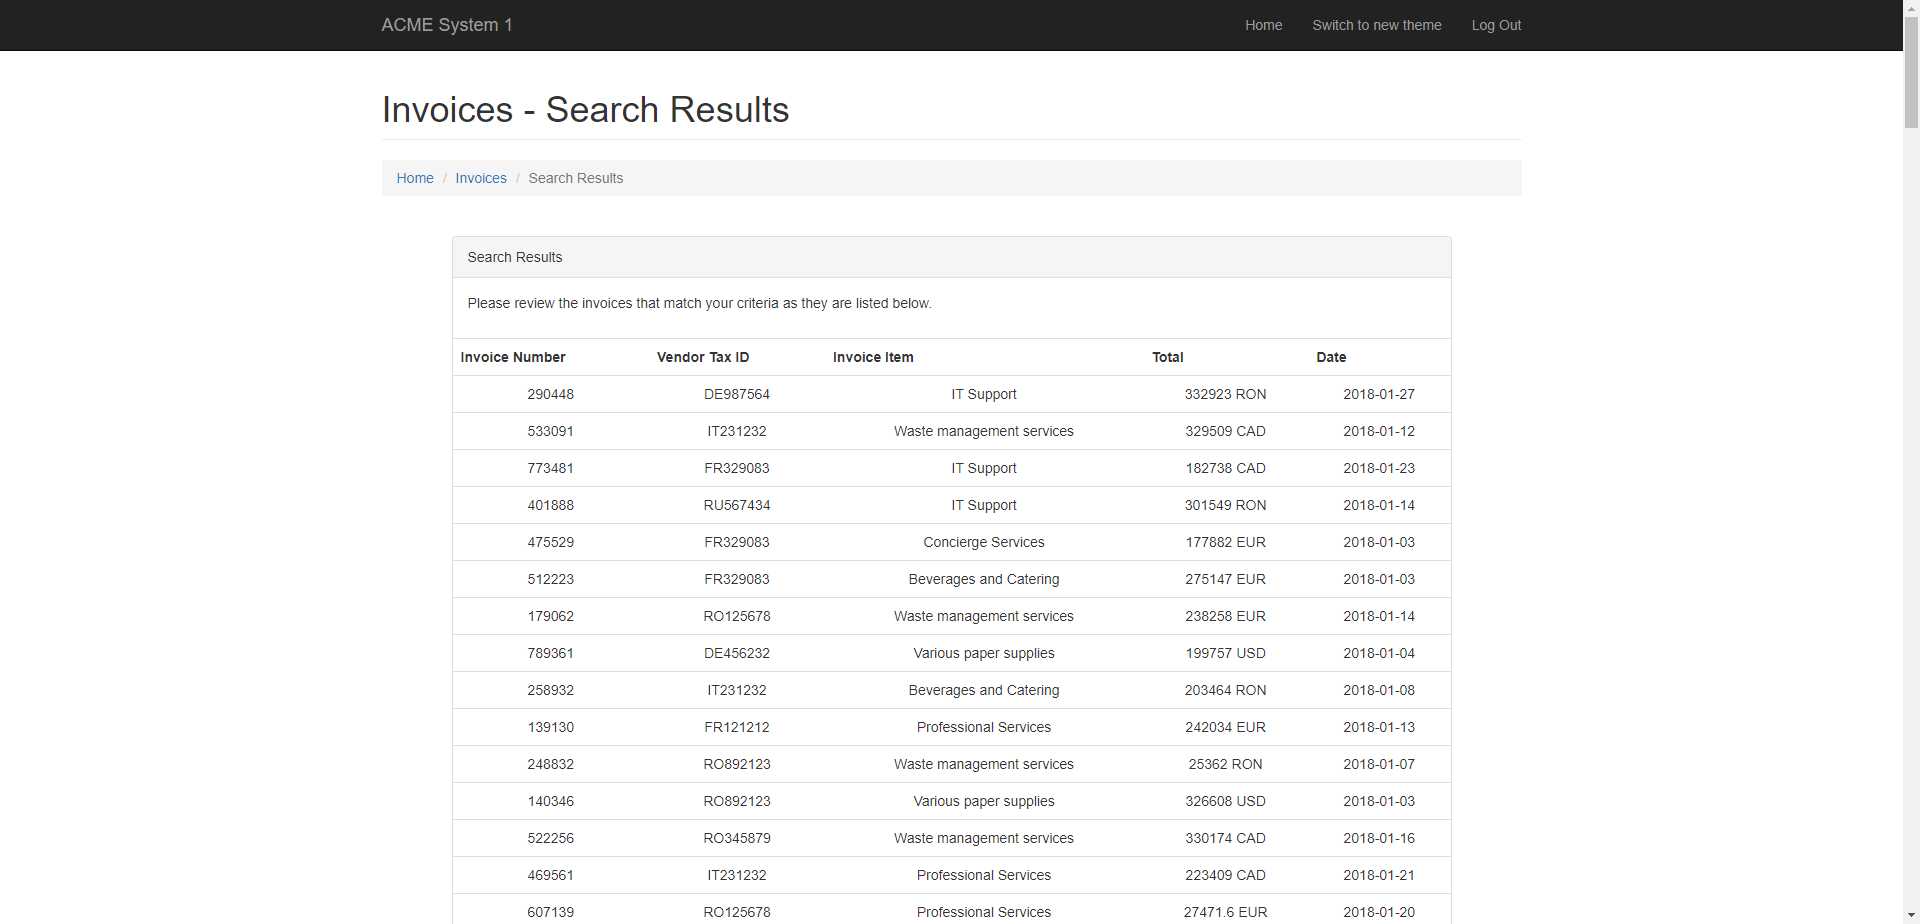 ACME System 1 Home Switch to new theme Log Out
Invoices - Search Results
Home / Invoices / Search Results
Search Results
Please review the invoices that match your criteria as they are listed below.
Invoice Number Vendor Tax ID Invoice Item Total Date
290448 DE987564 IT Support 332923 RON 2018-01-27
533091 IT231232 Waste management services 329509 CAD 2018-01-12
773481 FR329083 IT Support 182738 CAD 2018-01-23
401888 RU567434 IT Support 301549 RON 2018-01-14
475529 FR329083 Concierge Services 177882 EUR 2018-01-03
512223 FR329083 Beverages and Catering 275147 EUR 2018-01-03
179062 RO125678 Waste management services 238258 EUR 2018-01-14
789361 DE456232 Various paper supplies 199757 USD 2018-01-04
258932 IT231232 Beverages and Catering 203464 RON 2018-01-08
139130 FR121212 Professional Services 242034 EUR 2018-01-13
248832 RO892123 Waste management services 25362 RON 2018-01-07
140346 RO892123 Various paper supplies 326608 USD 2018-01-03
522256 RO345879 Waste management services 330174 CAD 2018-01-16
469561 IT231232 Professional Services 223409 CAD 2018-01-21
607139 RO125678 Professional Services 27471.6 EUR 2018-01-20